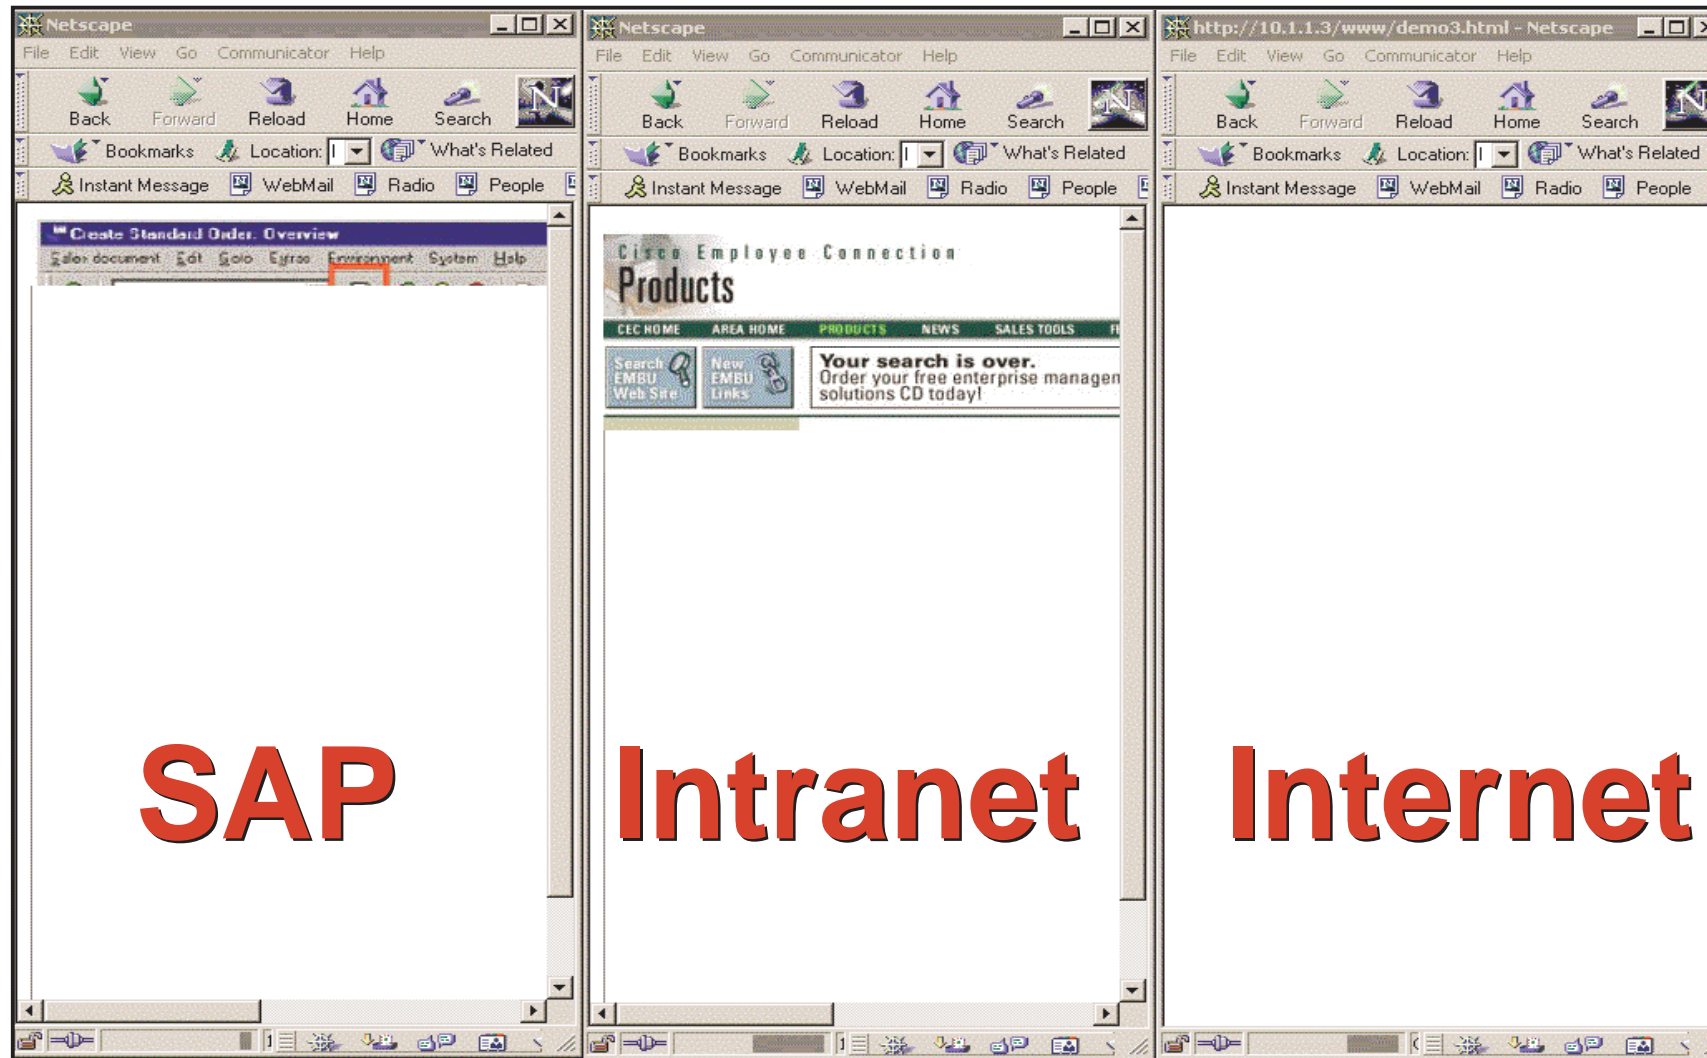 Netscape
File Edit View Go Communicator Help
Back Forward Reload Home Search
Bookmarks Location: What's Related
Instant Message WebMail Radio People
Create Standard Order: Overview
Sales document Edit Goto Extras Environment System Help
SAP
Netscape
File Edit View Go Communicator Help
Back Forward Reload Home Search
Bookmarks Location: What's Related
Instant Message WebMail Radio People
Cisco Employee Connection
Products
CEC HOME AREA HOME PRODUCTS NEWS SALES TOOLS
Search
EMBU
Web Site
New
EMBU
Links
Your search is over.
Order your free enterprise managem
solutions CD today!
Intranet
http://10.1.1.3/www/demo3.html - Netscape
File Edit View Go Communicator Help
Back Forward Reload Home Search
Bookmarks Location: What's Related
Instant Message WebMail Radio People
Internet